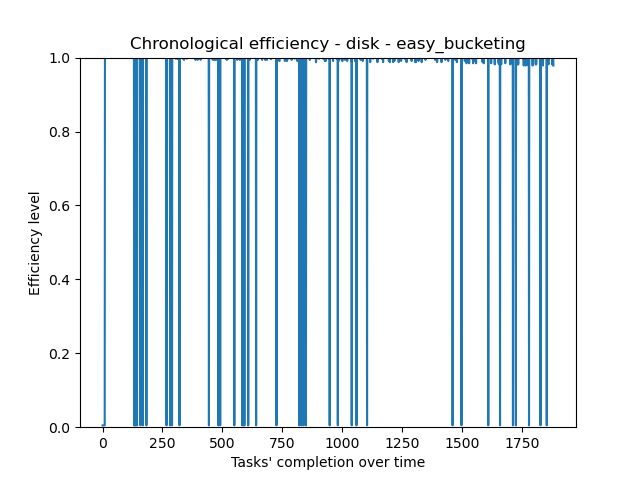 Chronological efficiency - disk - easy_bucketing
1.0
0.8
0.6
0.4
0.2
0.0
Efficiency level
0 250 500 750 1000 1250 1500 1750
Tasks' completion over time